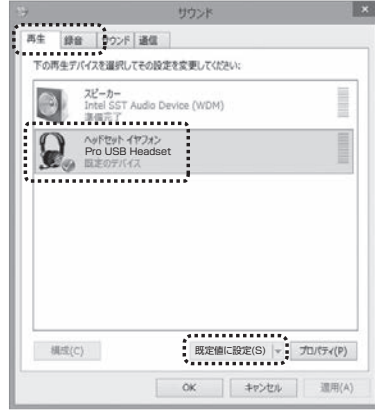 サウンド
再生 録音 サウンド 通信
下の再生デバイスを選択してその設定を変更してください:
スピーカー
Intel SST Audio Device (WDM)
準備完了
ヘッドセット イヤフォン
Pro USB Headset
既定のデバイス
構成(C) 既定値に設定(S) プロパティ(P)
OK キャンセル 適用(A)